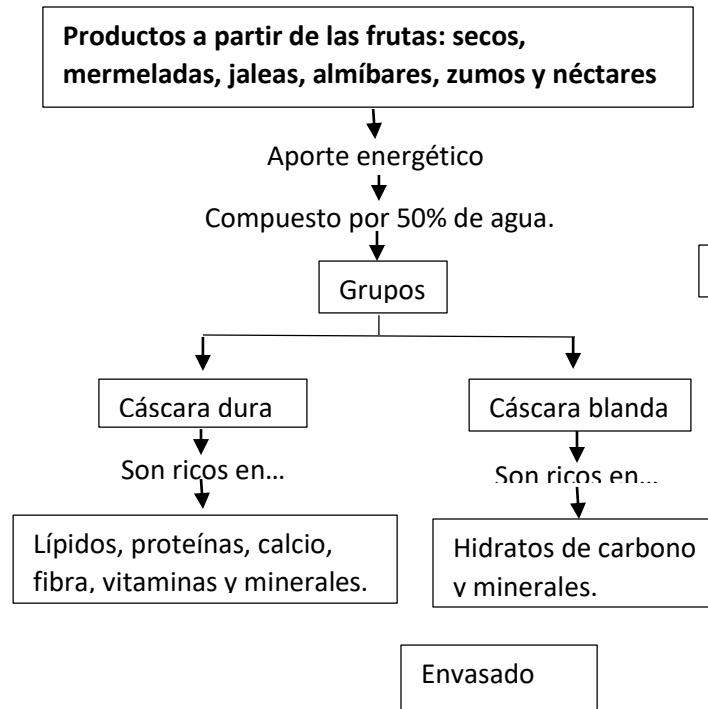 Productos a partir de las frutas: secos,
mermeladas, jaleas, almíbares, zumos y néctares
Aporte energético
Compuesto por 50% de agua.
Grupos
Cáscara dura
Cáscara blanda
Son ricos en...
Son ricos en...
Lípidos, proteínas, calcio,
fibra, vitaminas y minerales.
Hidratos de carbono
y minerales.
Envasado